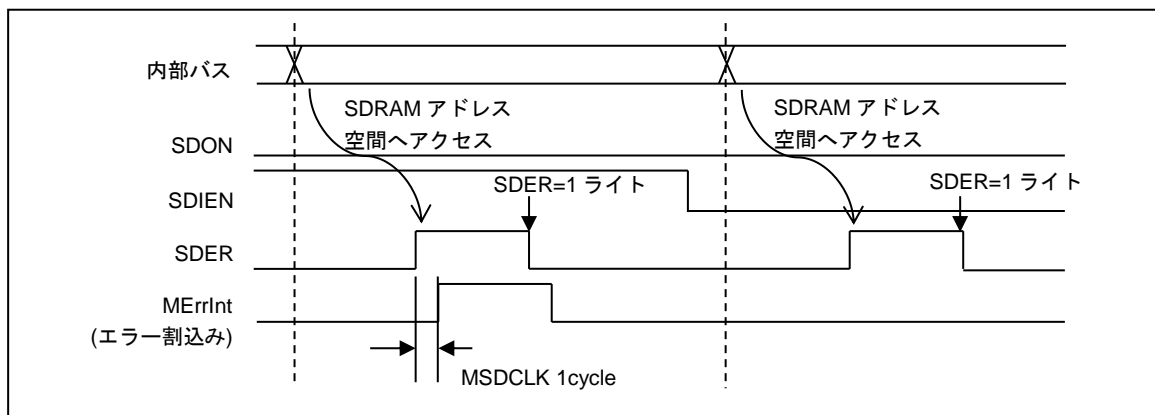 内部バス
SDRAM アドレス
空間へアクセス
SDRAM アドレス
空間へアクセス
SDON
SDER=1 ライト
SDER=1 ライト
SDIEN
SDER
MErrInt
(エラー割込み)
MSDCLK 1cycle